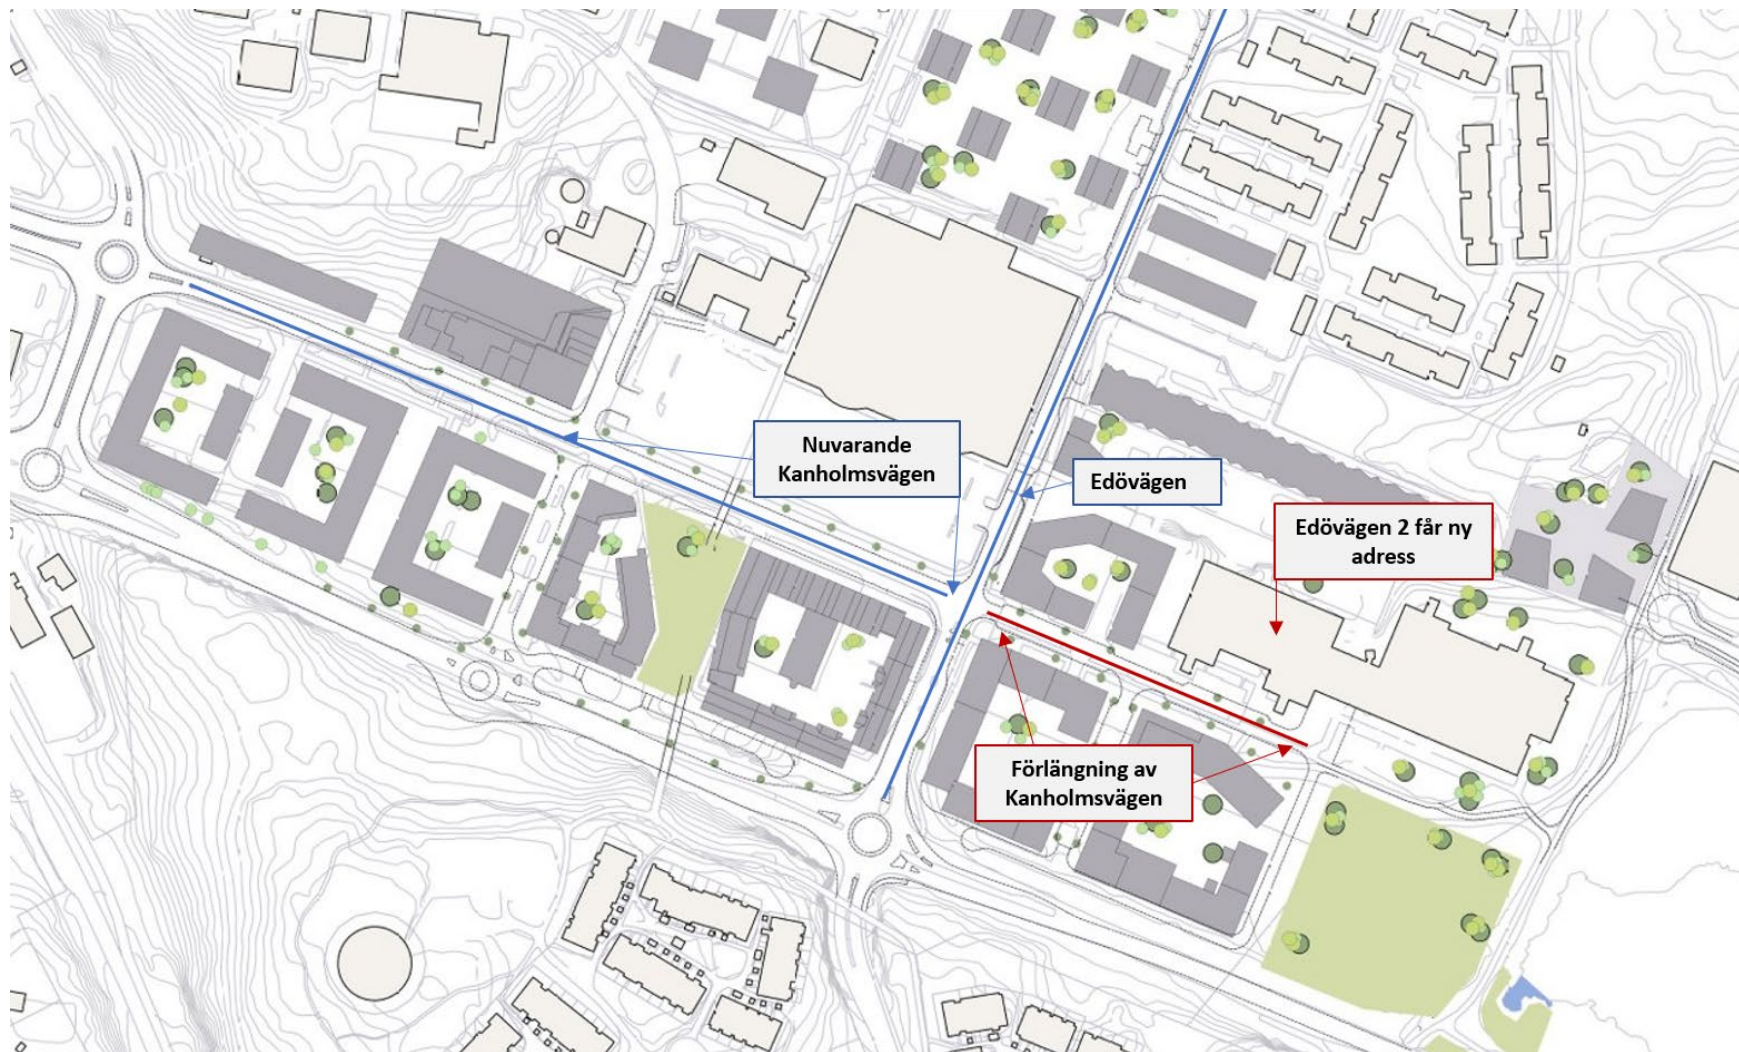 Nuvarande
Kanholmsvägen
Edövägen
Edövägen 2 får ny
adress
Förlängning av
Kanholmsvägen